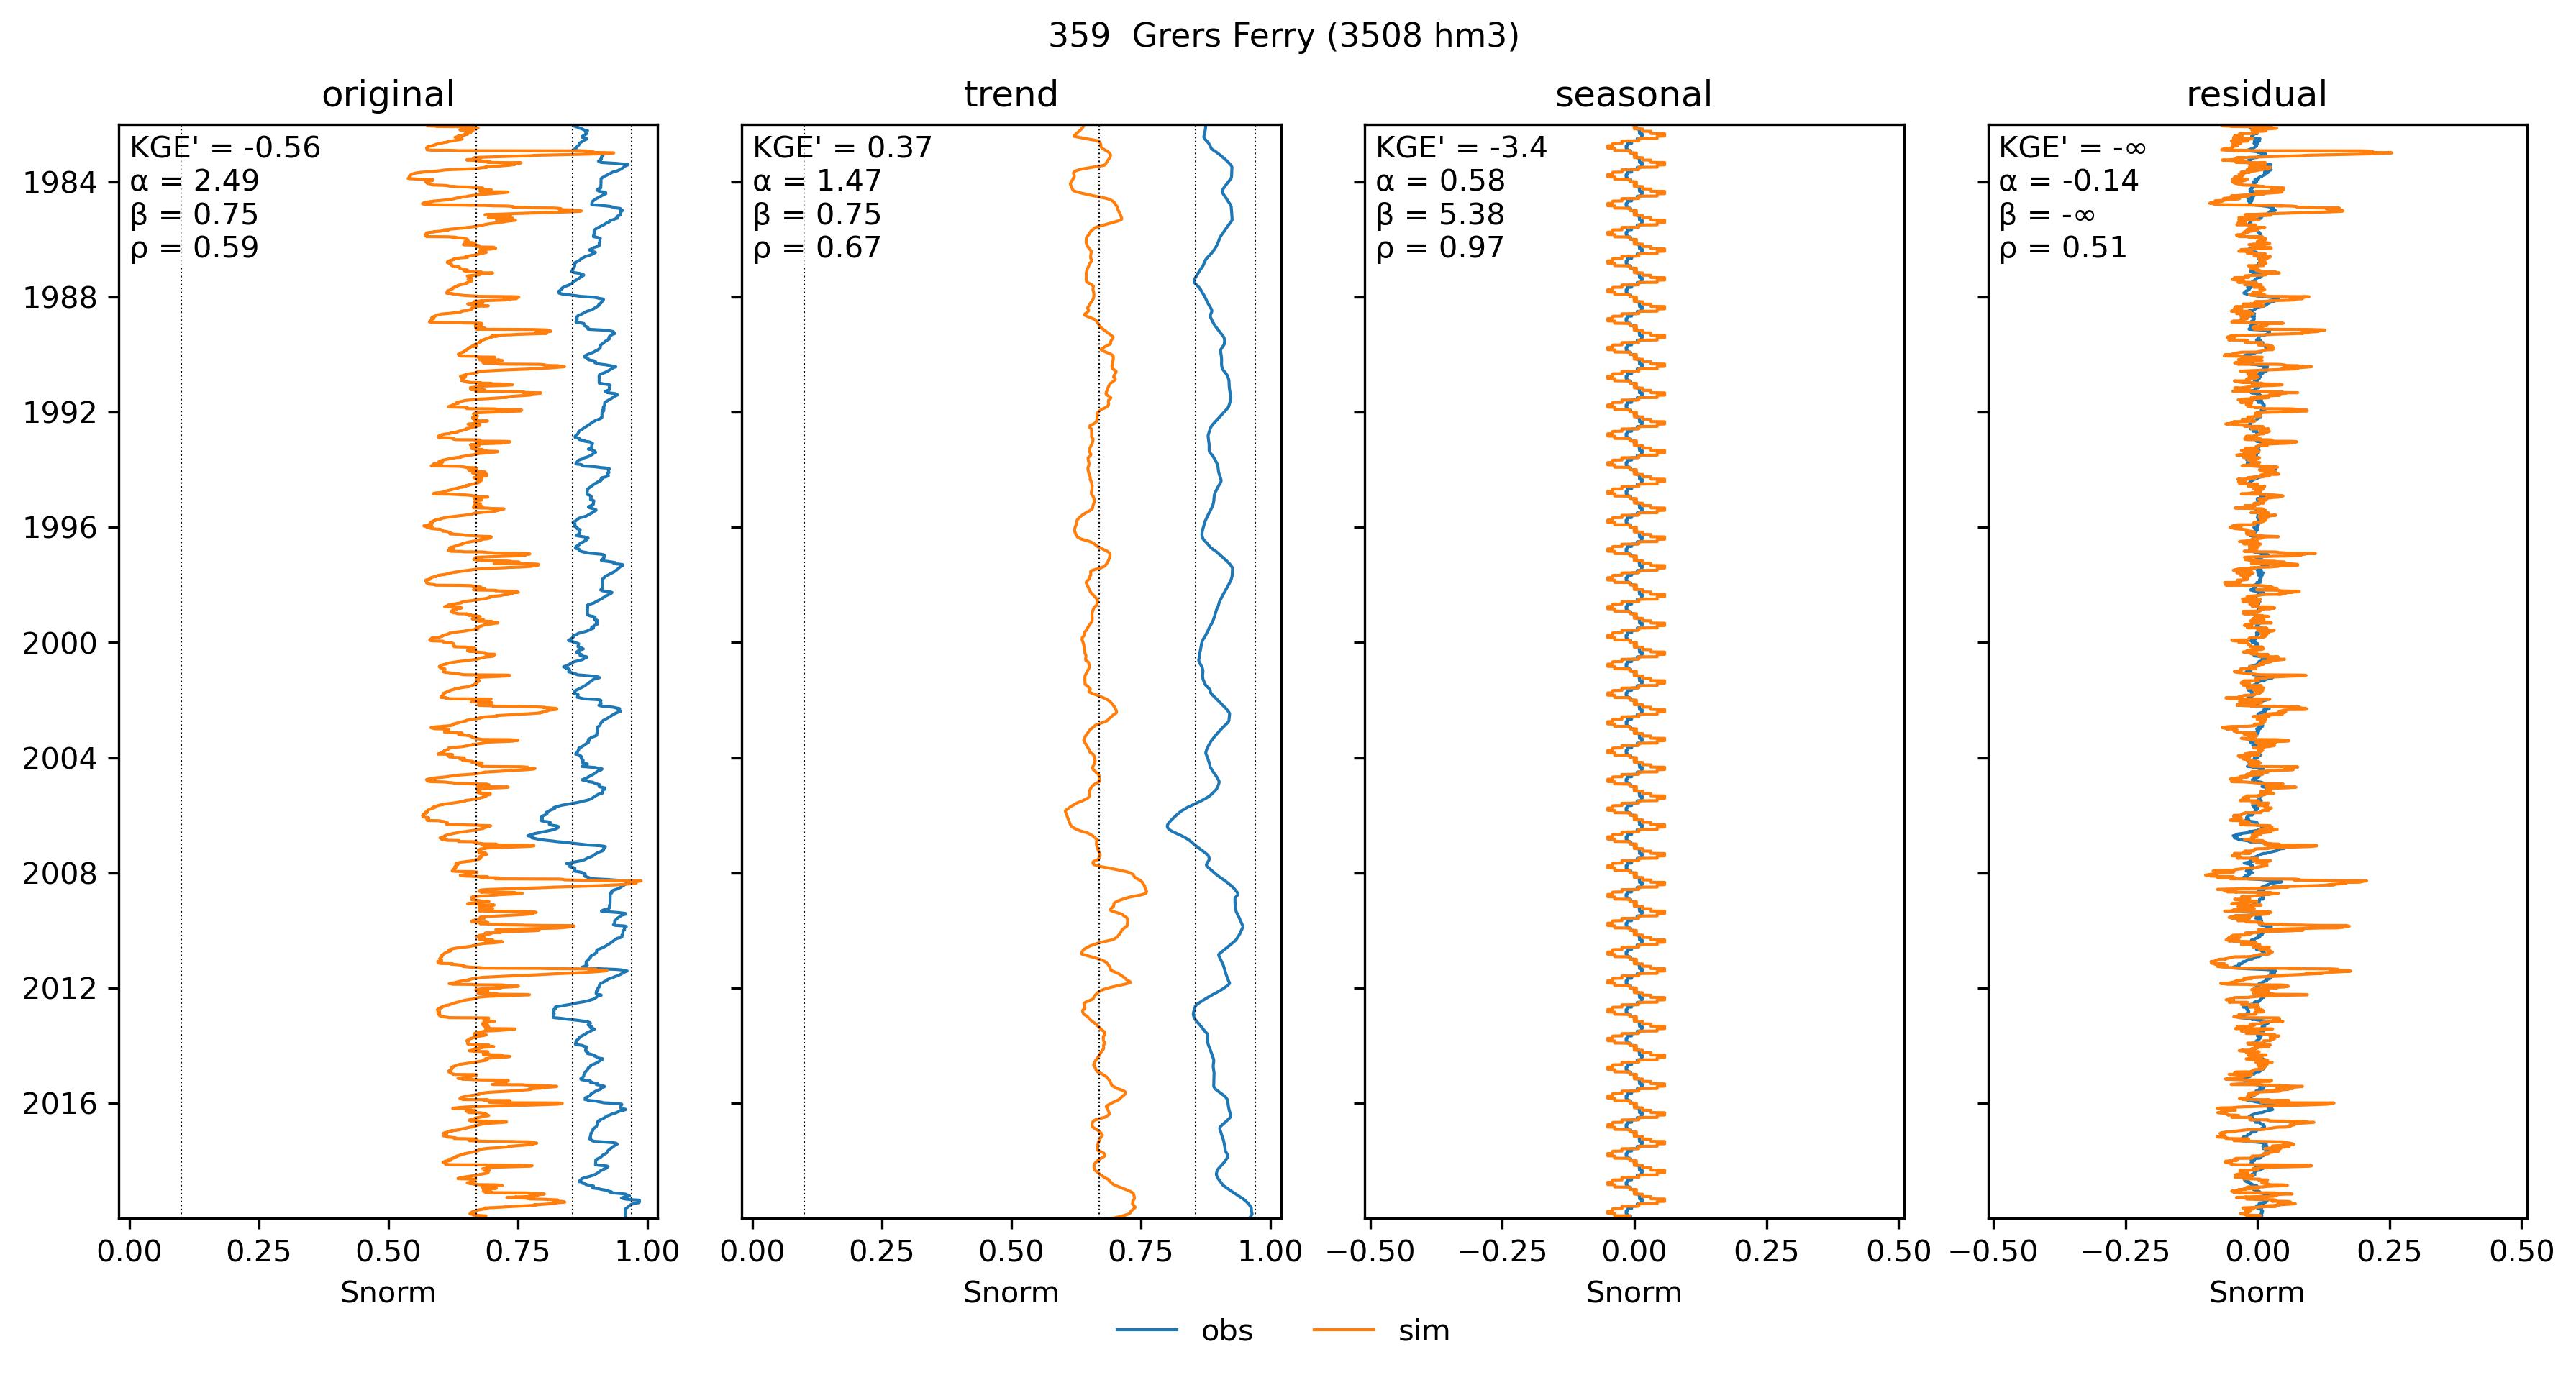 359  Grers Ferry (3508 hm3)
original
trend
seasonal
residual
KGE' = -0.56
α = 2.49
β = 0.75
ρ = 0.59
KGE' = 0.37
α = 1.47
β = 0.75
ρ = 0.67
KGE' = -3.4
α = 0.58
β = 5.38
ρ = 0.97
KGE' = -∞
α = -0.14
β = -∞
ρ = 0.51
1984
1988
1992
1996
2000
2004
2008
2012
2016
0.00 0.25 0.50 0.75 1.00
0.00 0.25 0.50 0.75 1.00
−0.50 −0.25 0.00 0.25 0.50
−0.50 −0.25 0.00 0.25 0.50
Snorm
Snorm
Snorm
Snorm
obs
sim